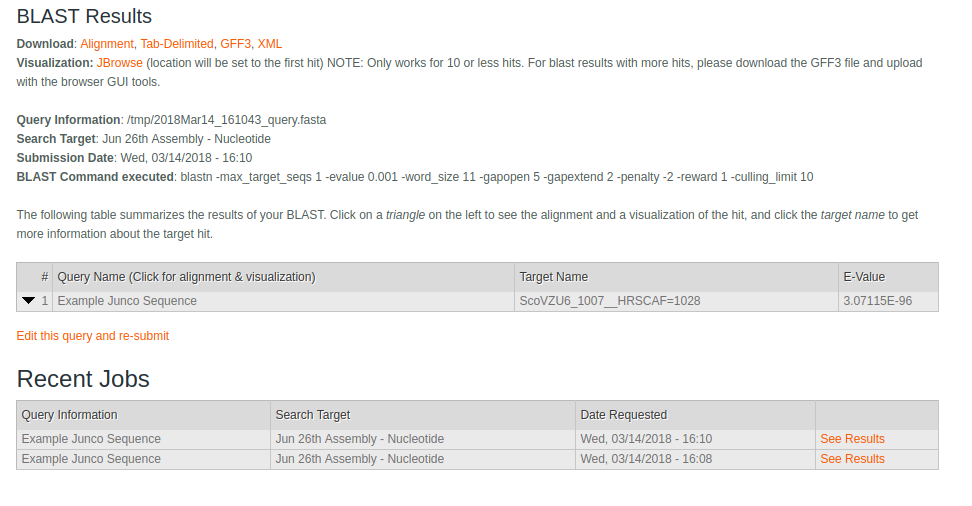 BLAST Results
Download: Alignment, Tab-Delimited, GFF3, XML
Visualization: JBrowse (location will be set to the first hit) NOTE: Only works for 10 or less hits. For blast results with more hits, please download the GFF3 file and upload
with the browser GUI tools.
Query Information: /tmp/2018Mar14_161043_query.fasta
Search Target: Jun 26th Assembly - Nucleotide
Submission Date: Wed, 03/14/2018 - 16:10
BLAST Command executed: blastn -max_target_seqs 1 -evalue 0.001 -word_size 11 -gapopen 5 -gapextend 2 -penalty -2 -reward 1 -culling_limit 10
The following table summarizes the results of your BLAST. Click on a triangle on the left to see the alignment and a visualization of the hit, and click the target name to get
more information about the target hit.
# Query Name (Click for alignment & visualization) Target Name E-Value
1 Example Junco Sequence ScoVZU6_1007__HRSCAF=1028 3.07115E-96
Edit this query and re-submit
Recent Jobs
Query Information Search Target Date Requested
Example Junco Sequence Jun 26th Assembly - Nucleotide Wed, 03/14/2018 - 16:10 See Results
Example Junco Sequence Jun 26th Assembly - Nucleotide Wed, 03/14/2018 - 16:08 See Results